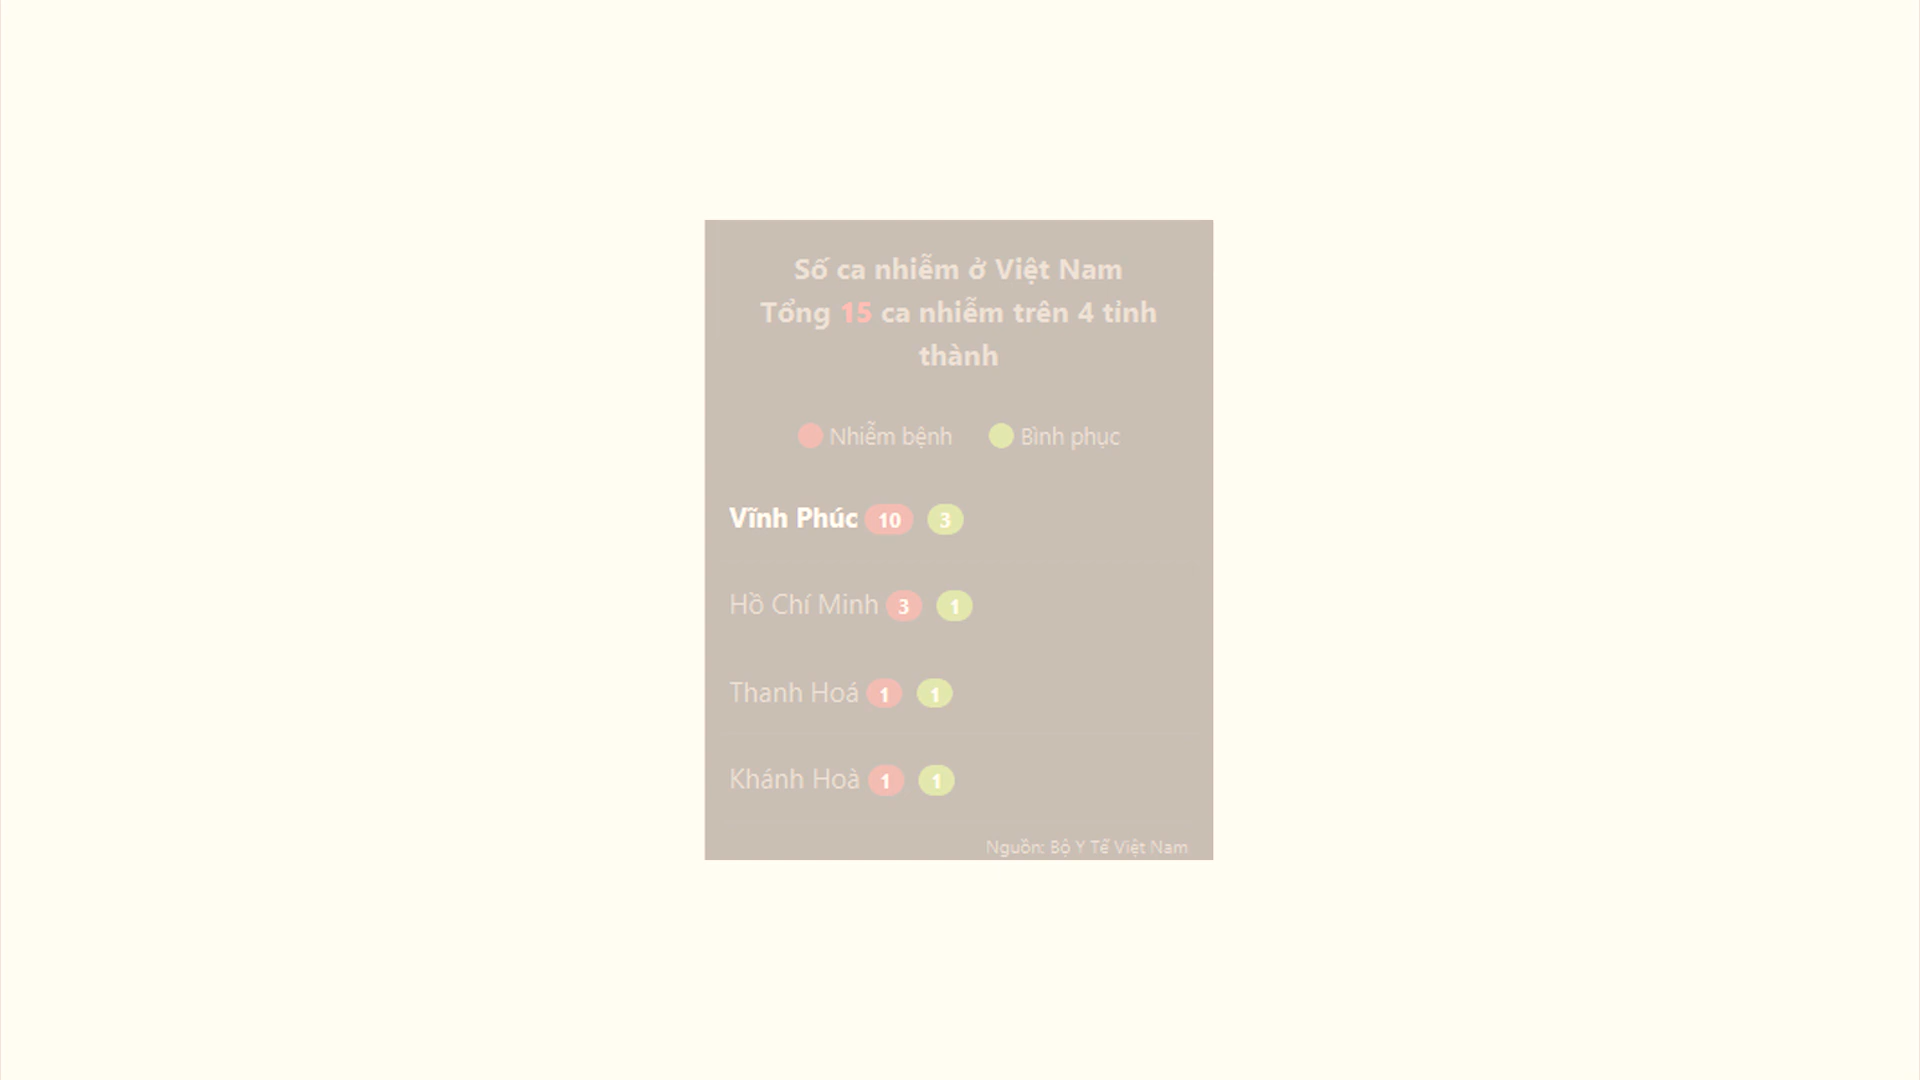 Số ca nhiễm ở Việt Nam
Tổng 15 ca nhiễm trên 4 tỉnh
thành
Nhiễm bệnh Bình phục
Vĩnh Phúc 10 3
Hồ Chí Minh 3 1
Thanh Hoá 1 1
Khánh Hoà 1 1
Nguồn: Bộ Y Tế Việt Nam